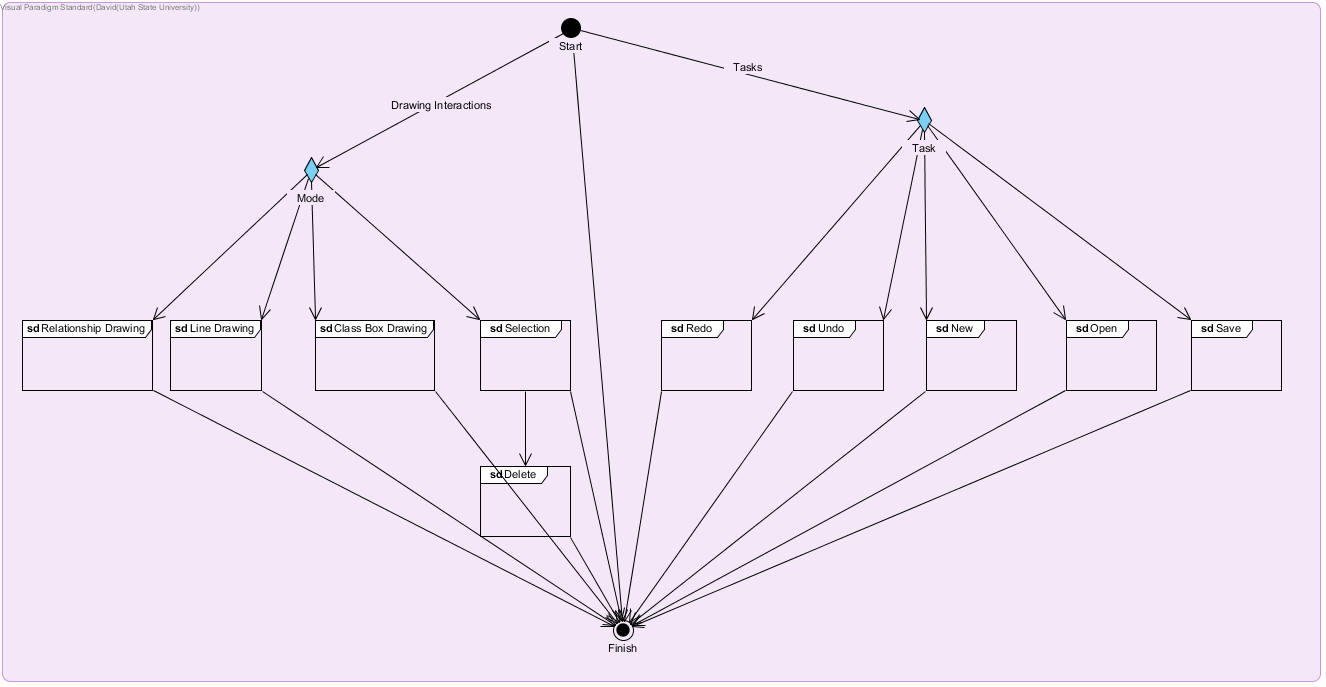 Visual Paradigm Standard(David(Utah State University))
Start
Tasks
Drawing Interactions
Task
Mode
sd Relationship Drawing
sd Line Drawing
sd Class Box Drawing
sd Selection
sd Redo
sd Undo
sd New
sd Open
sd Save
sd Delete
Finish